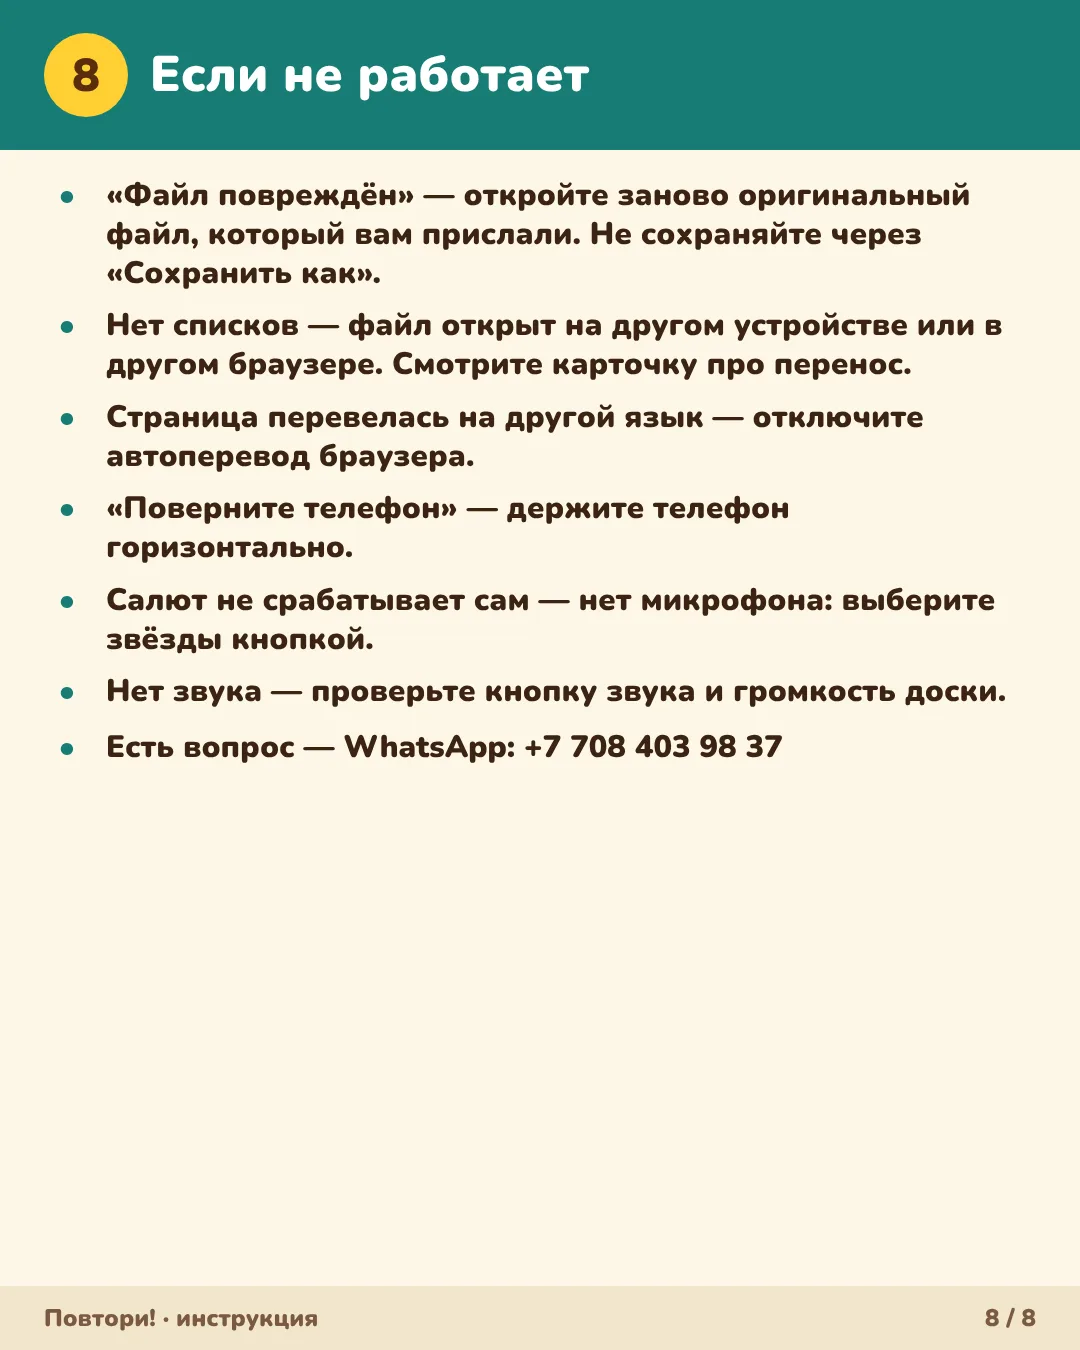 8 Если не работает
• «Файл повреждён» — откройте заново оригинальный
файл, который вам прислали. Не сохраняйте через
«Сохранить как».
• Нет списков — файл открыт на другом устройстве или в
другом браузере. Смотрите карточку про перенос.
• Страница перевелась на другой язык — отключите
автоперевод браузера.
• «Поверните телефон» — держите телефон
горизонтально.
• Салют не срабатывает сам — нет микрофона: выберите
звёзды кнопкой.
• Нет звука — проверьте кнопку звука и громкость доски.
• Есть вопрос — WhatsApp: +7 708 403 98 37
Повтори! · инструкция
8 / 8